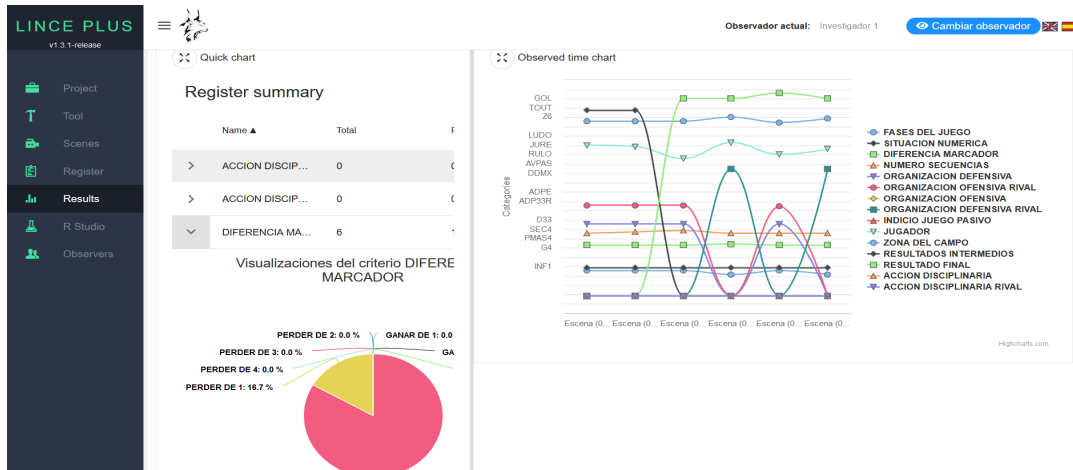 LINCE PLUS
v1.3.1-release
Observador actual: Investigador 1
Cambiar observador
Project
Tool
Scenes
Register
Results
R Studio
Observers
Quick chart
Register summary
Name ▲ Total
ACCION DISCIP... 0
ACCION DISCIP... 0
DIFERENCIA MA... 6 1
Visualizaciones del criterio DIFERE
MARCADOR
PERDER DE 2: 0.0 % GANAR DE 1: 0.0
PERDER DE 3: 0.0 % GA
PERDER DE 4: 0.0 %
PERDER DE 1: 16.7 %
Observed time chart
Categories
GOL
TOUT
Z6
LUDO
JURE
RULO
AVPAS
DDMX
ADPE
ADP33R
D33
SEC4
PMAS4
G4
INF1
Escena (0... Escena (0... Escena (0... Escena (0... Escena (0... Escena (0...
FASES DEL JUEGO
SITUACION NUMERICA
DIFERENCIA MARCADOR
NUMERO SECUENCIAS
ORGANIZACION DEFENSIVA
ORGANIZACION OFENSIVA RIVAL
ORGANIZACION OFENSIVA
ORGANIZACION DEFENSIVA RIVAL
INDICIO JUEGO PASIVO
JUGADOR
ZONA DEL CAMPO
RESULTADOS INTERMEDIOS
RESULTADO FINAL
ACCION DISCIPLINARIA
ACCION DISCIPLINARIA RIVAL
Highcharts.com